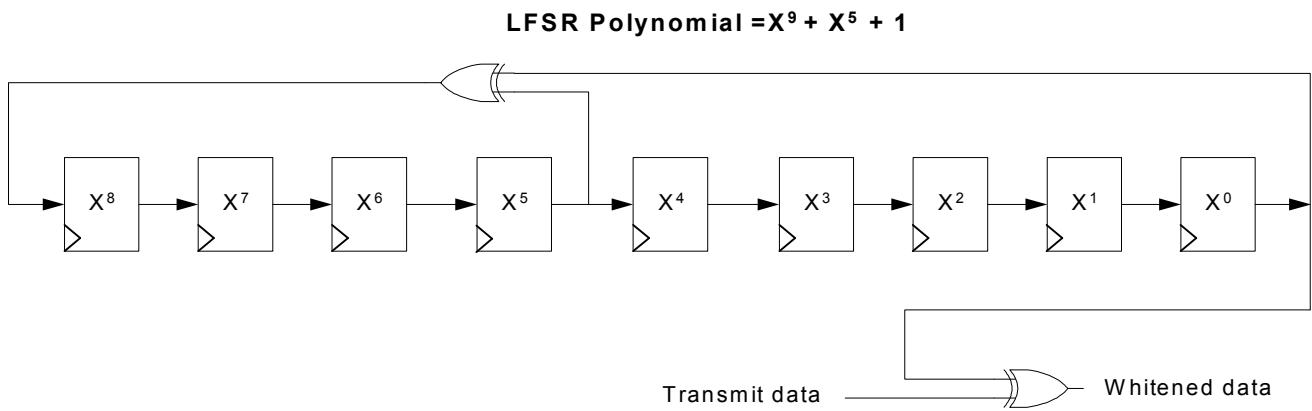 LFSR Polynomial =X⁹ + X⁵ + 1
X⁸ X⁷ X⁶ X⁵ X⁴ X³ X² X¹ X⁰
Transmit data
Whitened data